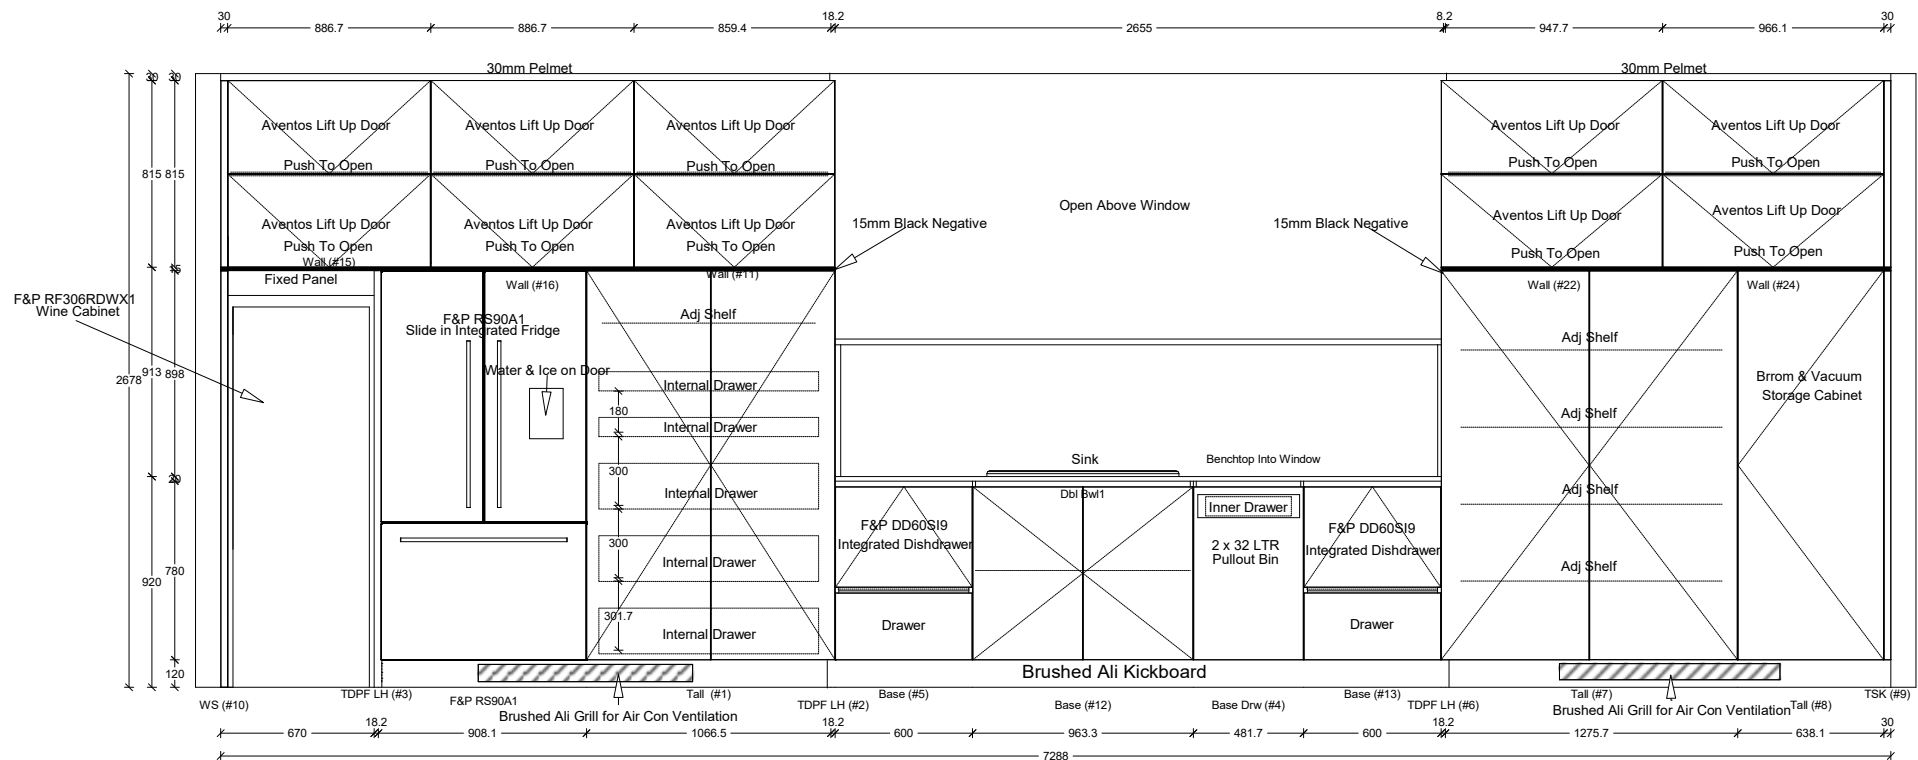 30
18.2
8.2
30
886.7
886.7
859.4
2655
947.7
966.1
30mm Pelmet
30mm Pelmet
30
30
Aventos Lift Up Door
Aventos Lift Up Door
Aventos Lift Up Door
Aventos Lift Up Door
Aventos Lift Up Door
Push To Open
Push To Open
Push To Open
Push To Open
Push To Open
815
815
Aventos Lift Up Door
Aventos Lift Up Door
Aventos Lift Up Door
Open Above Window
Aventos Lift Up Door
Aventos Lift Up Door
15mm Black Negative
15mm Black Negative
Push To Open
Push To Open
Push To Open
Push To Open
Push To Open
Wall (#15)
Wall (#11)
Fixed Panel
Wall (#16)
Wall (#22)
Wall (#24)
F&P RF306RDWX1
Wine Cabinet
F&P RS90A1
Slide in Integrated Fridge
Adj Shelf
Adj Shelf
2678
913
898
Water & Ice on Door
Internal Drawer
Brrom & Vacuum
Storage Cabinet
180
Internal Drawer
Adj Shelf
Sink
Benchtop Into Window
300
20
Internal Drawer
Dbl Bwl1
Adj Shelf
Inner Drawer
F&P DD60SI9
Integrated Dishdrawer
2 x 32 LTR
Pullout Bin
F&P DD60SI9
Integrated Dishdrawer
300
Internal Drawer
Adj Shelf
920
780
301.7
Internal Drawer
Drawer
Drawer
120
Brushed Ali Kickboard
WS (#10)
TDPF LH (#3)
F&P RS90A1
Tall (#1)
TDPF LH (#2)
Base (#5)
Base (#12)
Base Drw (#4)
Base (#13)
TDPF LH (#6)
Tall (#7)
Tall (#8)
TSK (#9)
Brushed Ali Grill for Air Con Ventilation
Brushed Ali Grill for Air Con Ventilation
18.2
18.2
18.2
30
670
908.1
1066.5
600
963.3
481.7
600
1275.7
638.1
7288